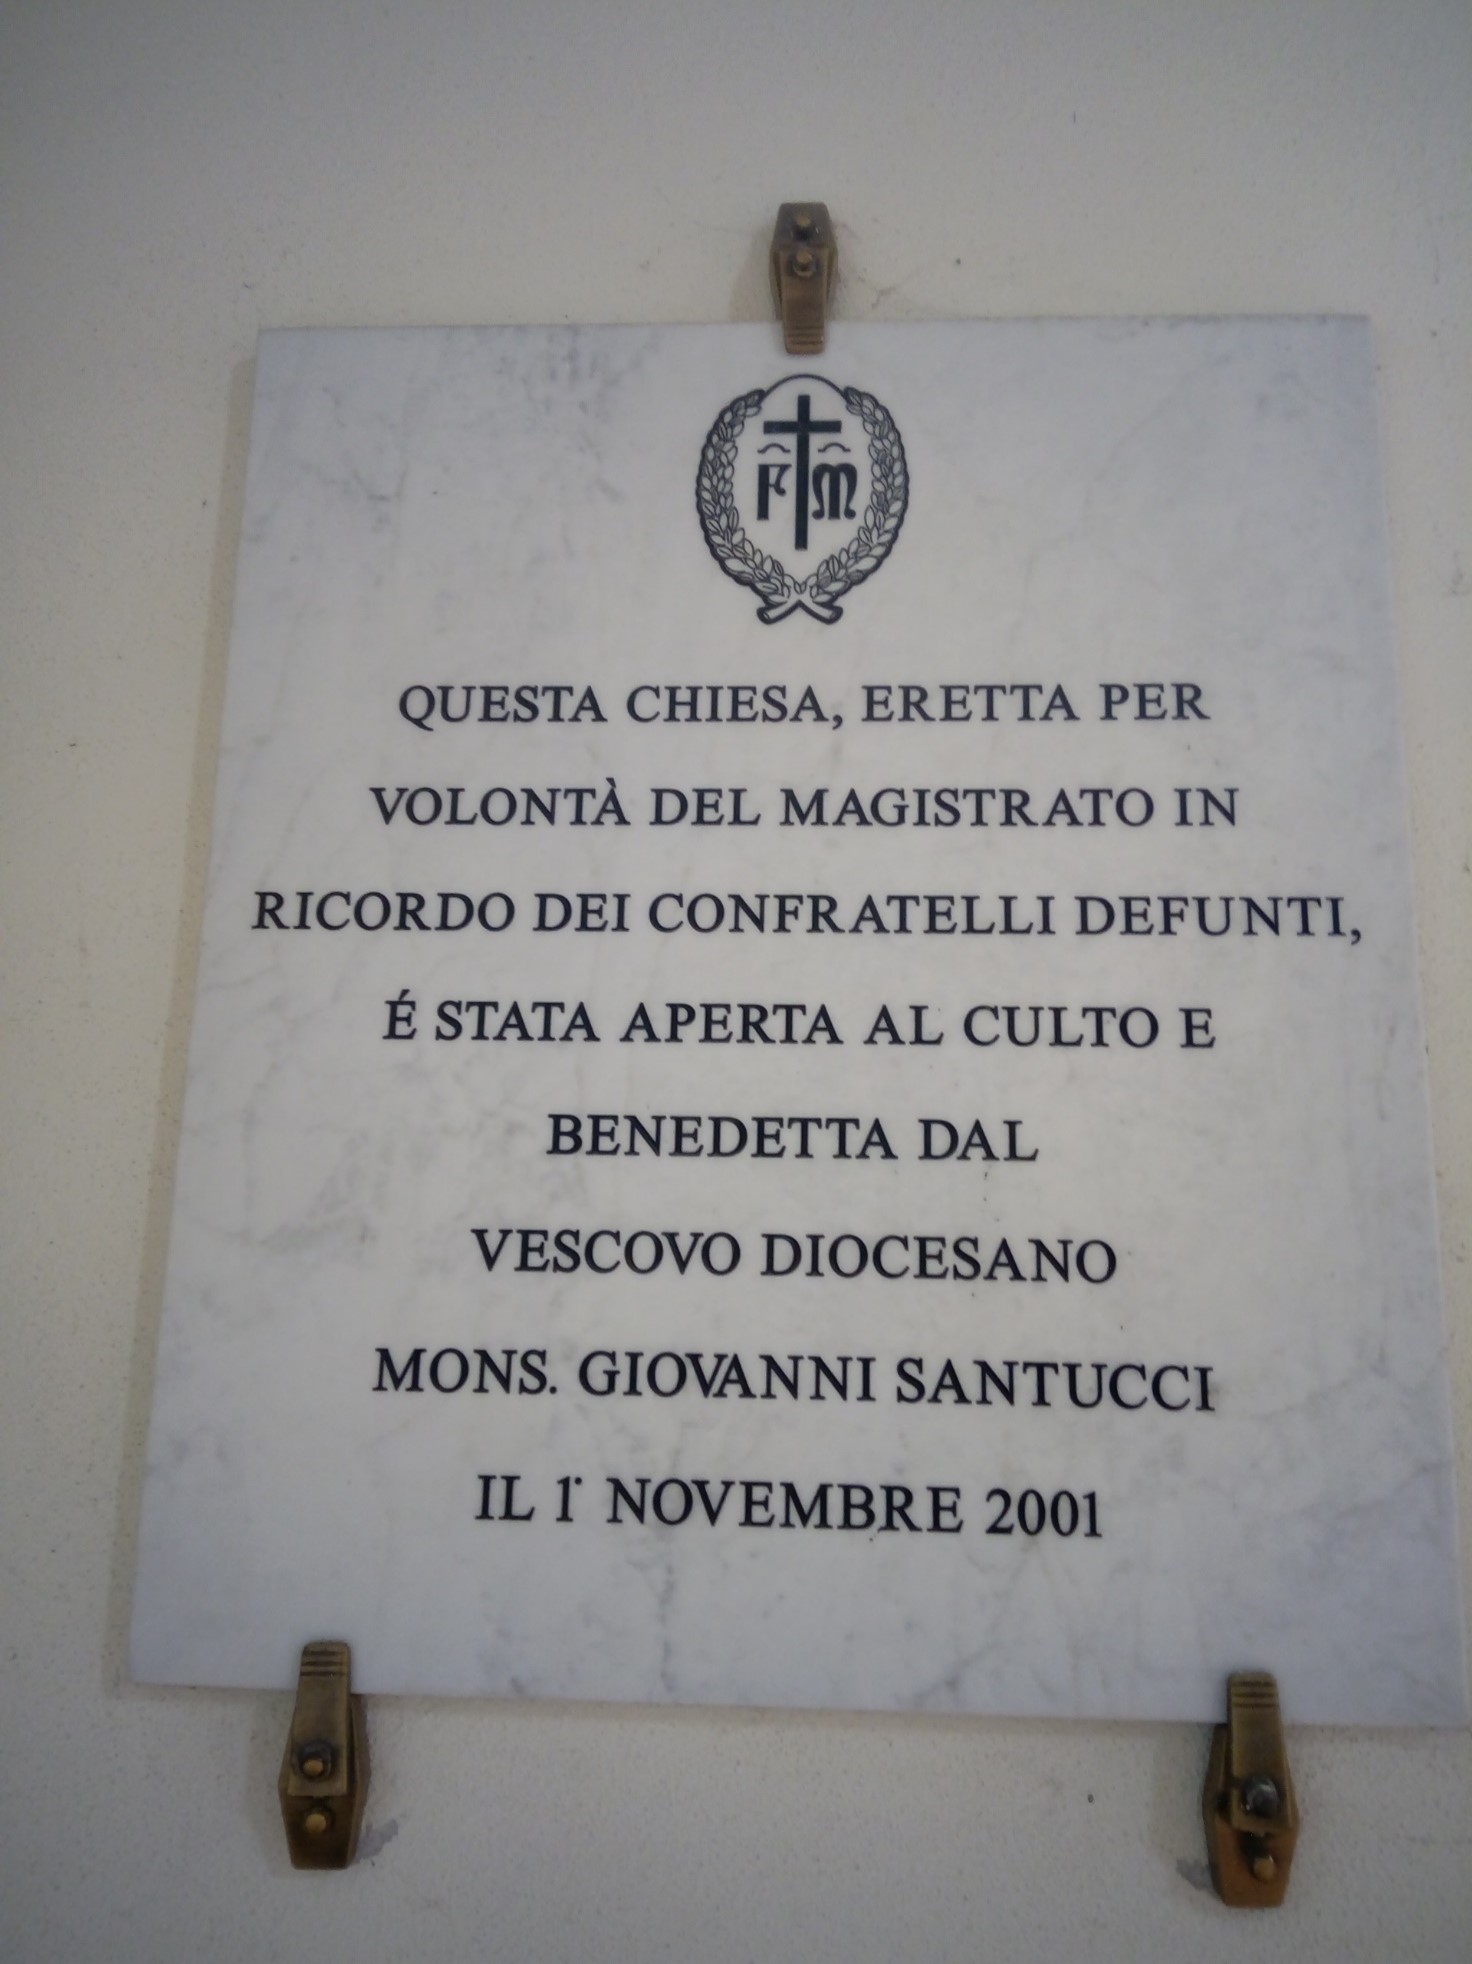 F M
QUESTA CHIESA, ERETTA PER
VOLONTÀ DEL MAGISTRATO IN
RICORDO DEI CONFRATELLI DEFUNTI,
É STATA APERTA AL CULTO E
BENEDETTA DAL
VESCOVO DIOCESANO
MONS. GIOVANNI SANTUCCI
IL 1° NOVEMBRE 2001